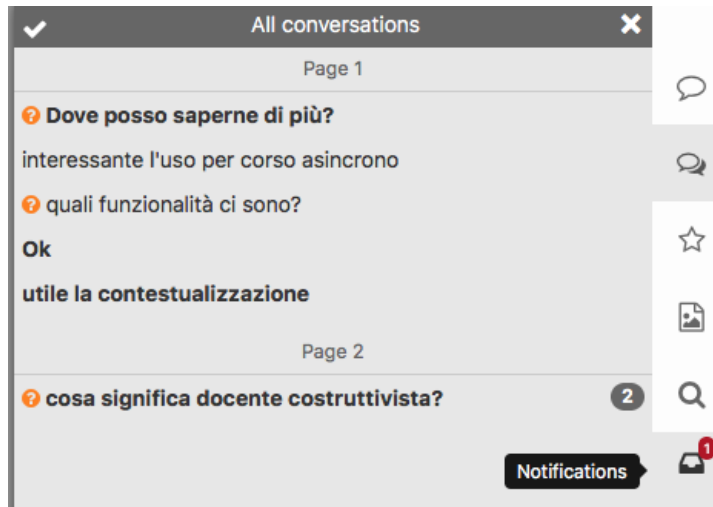 All conversations
Page 1
Dove posso saperne di più?
interessante l'uso per corso asincrono
quali funzionalità ci sono?
Ok
utile la contestualizzazione
Page 2
cosa significa docente costruttivista? 2
Notifications 1